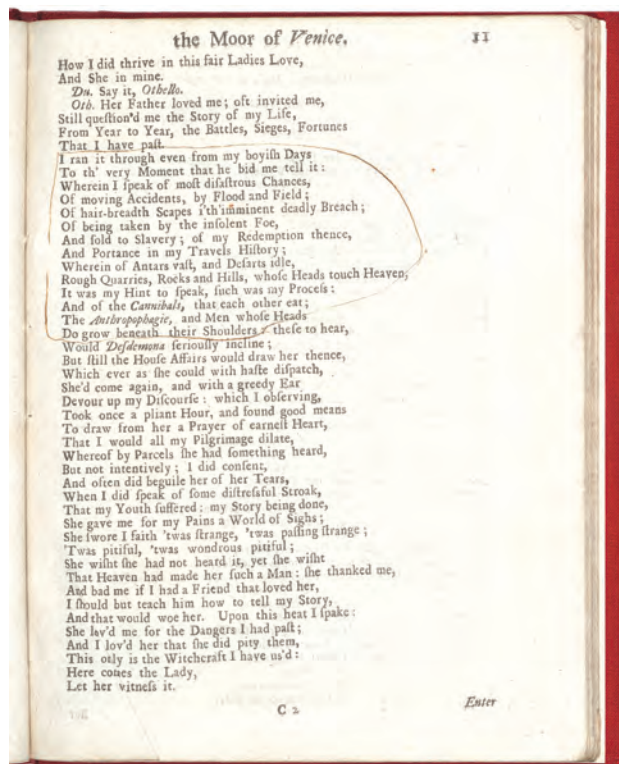 the Moor of Venice. 11
How I did thrive in this fair Ladies Love,
And She in mine.
Du. Say it, Othello.
Oth. Her Father loved me; oft invited me,
Still queſtion'd me the Story of my Life,
From Year to Year, the Battles, Sieges, Fortunes
That I have paſt.
I ran it through even from my boyiſh Days
To th' very Moment that he bid me tell it:
Wherein I ſpeak of moſt diſaſtrous Chances,
Of moving Accidents, by Flood and Field;
Of hair-breadth Scapes i'th'imminent deadly Breach;
Of being taken by the inſolent Foe,
And ſold to Slavery; of my Redemption thence,
And Portance in my Travels Hiſtory;
Wherein of Antars vaſt, and Deſarts idle,
Rough Quarries, Rocks and Hills, whoſe Heads touch Heaven,
It was my Hint to ſpeak, ſuch was my Proceſs:
And of the Cannibals, that each other eat;
The Anthropophagie, and Men whoſe Heads
Do grow beneath their Shoulders: theſe to hear,
Would Deſdemona ſeriouſly incline;
But ſtill the Houſe Affairs would draw her thence,
Which ever as ſhe could with haſte diſpatch,
She'd come again, and with a greedy Ear
Devour up my Diſcourſe: which I obſerving,
Took once a pliant Hour, and found good means
To draw from her a Prayer of earneſt Heart,
That I would all my Pilgrimage dilate,
Whereof by Parcels ſhe had ſomething heard,
But not intentively; I did conſent,
And often did beguile her of her Tears,
When I did ſpeak of ſome diſtreſsful Stroak,
That my Youth ſuffered: my Story being done,
She gave me for my Pains a World of Sighs;
She ſwore I faith 'twas ſtrange, 'twas paſſing ſtrange;
'Twas pitiful, 'twas wondrous pitiful;
She wiſht ſhe had not heard it, yet ſhe wiſht
That Heaven had made her ſuch a Man: ſhe thanked me,
And bad me if I had a Friend that loved her,
I ſhould but teach him how to tell my Story,
And that would woe her. Upon this heat I ſpake:
She lov'd me for the Dangers I had paſt;
And I lov'd her that ſhe did pity them,
This only is the Witchcraft I have us'd:
Here comes the Lady,
Let her vitneſs it.
C 2 Enter